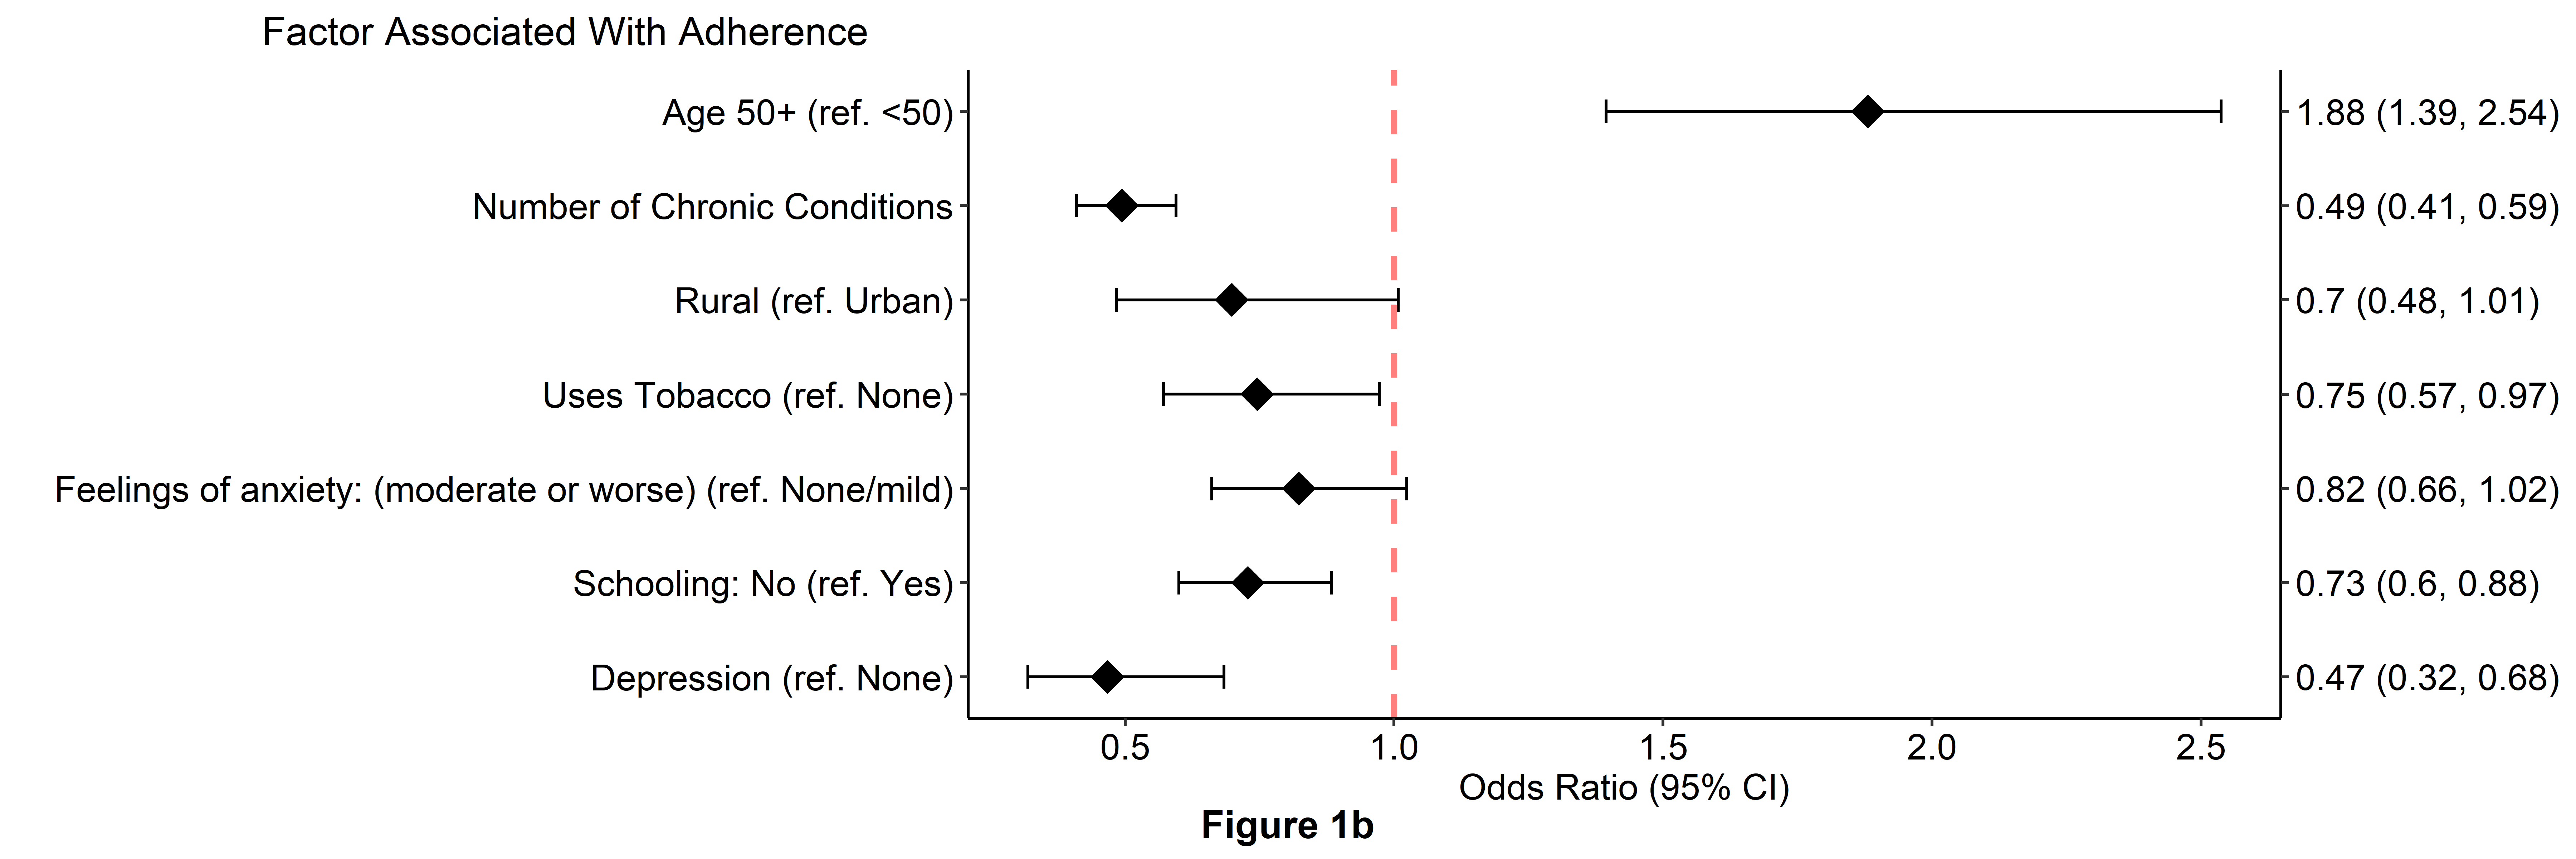 Factor Associated With Adherence
Age 50+ (ref. <50) 1.88 (1.39, 2.54)
Number of Chronic Conditions 0.49 (0.41, 0.59)
Rural (ref. Urban) 0.7 (0.48, 1.01)
Uses Tobacco (ref. None) 0.75 (0.57, 0.97)
Feelings of anxiety: (moderate or worse) (ref. None/mild) 0.82 (0.66, 1.02)
Schooling: No (ref. Yes) 0.73 (0.6, 0.88)
Depression (ref. None) 0.47 (0.32, 0.68)
0.5 1.0 1.5 2.0 2.5
Odds Ratio (95% CI)
Figure 1b